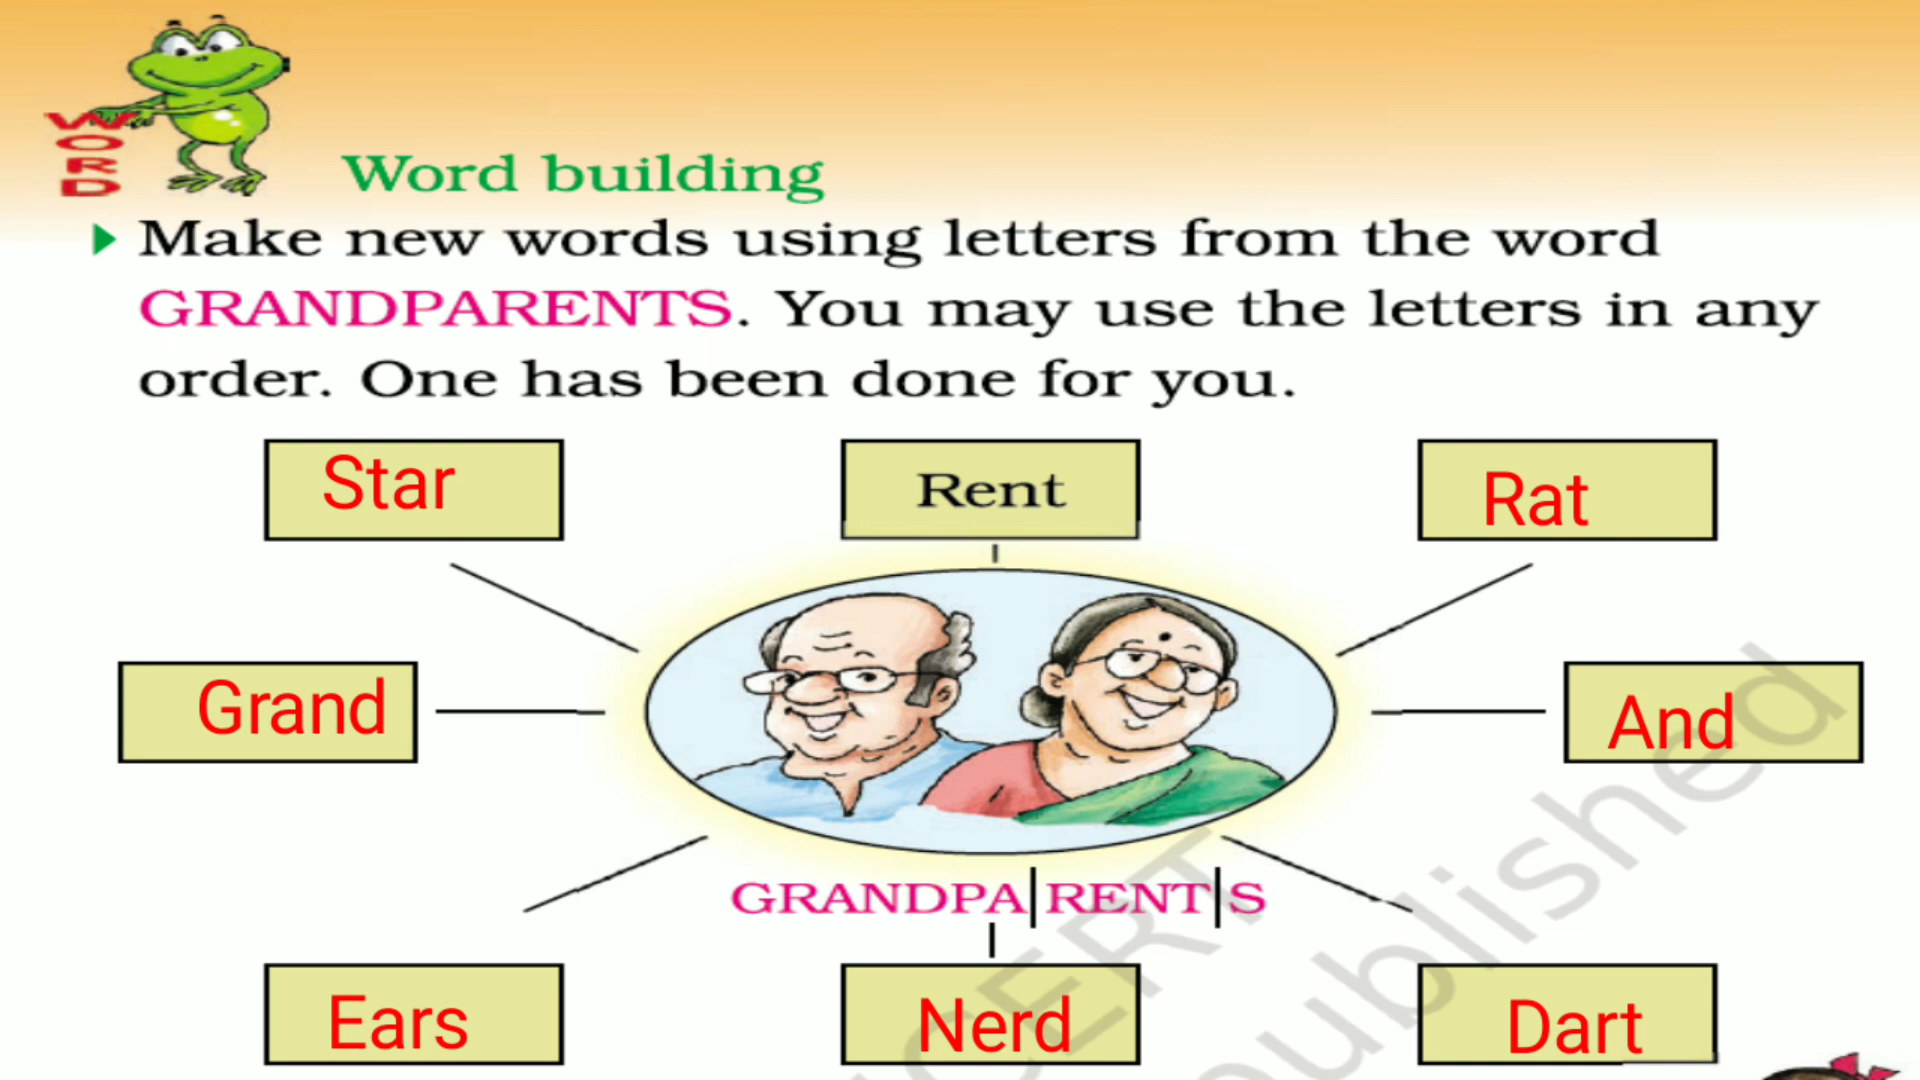 WORD
Word building
Make new words using letters from the word
GRANDPARENTS. You may use the letters in any
order. One has been done for you.
Star
Rent
Rat
Grand
And
GRANDPA|RENT|S
Ears
Nerd
Dart
published